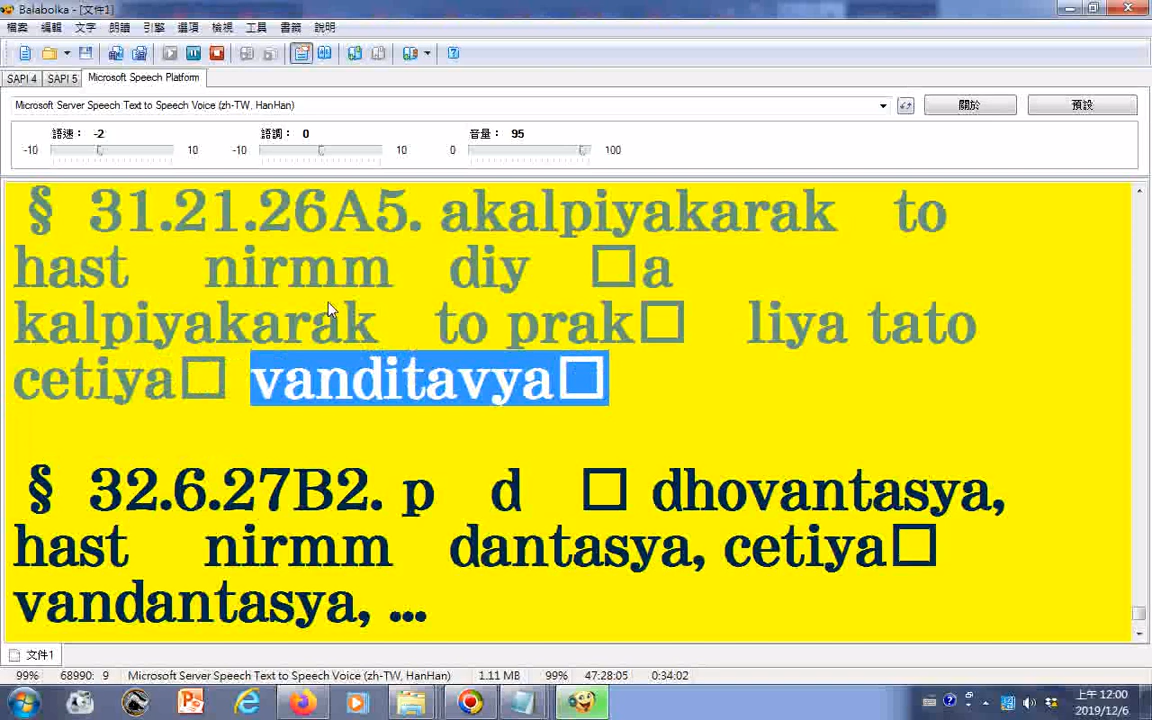 Balabolka - [文件1]
檔案 編輯 文字 朗讀 引擎 選項 檢視 工具 書籤 說明
SAPI 4 SAPI 5 Microsoft Speech Platform
Microsoft Server Speech Text to Speech Voice (zh-TW, HanHan) 關於 預設
語速： -2 語調： 0 音量： 95
-10 10 -10 10 0 100
§ 31.21.26A5. akalpiyakarak to
hast nirmm diy □a
kalpiyakarak to prak□ liya tato
cetiya□ vanditavya□
§ 32.6.27B2. p d □ dhovantasya,
hast nirmm dantasya, cetiya□
vandantasya, ...
文件1
99% 68990: 9 Microsoft Server Speech Text to Speech Voice (zh-TW, HanHan) 1.11 MB 99% 47:28:05 0:34:02
上午 12:00
2019/12/6